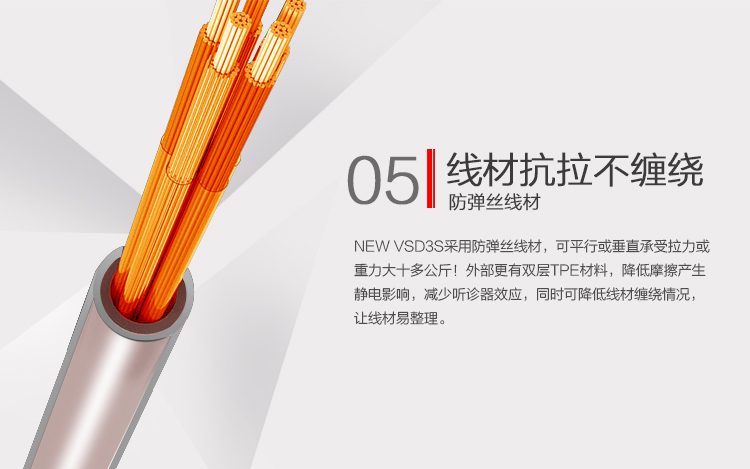 05
线材抗拉不缠绕
防弹丝线材
NEW VSD3S采用防弹丝线材，可平行或垂直承受拉力或
重力大十多公斤！外部更有双层TPE材料，降低摩擦产生
静电影响，减少听诊器效应，同时可降低线材缠绕情况，
让线材易整理。